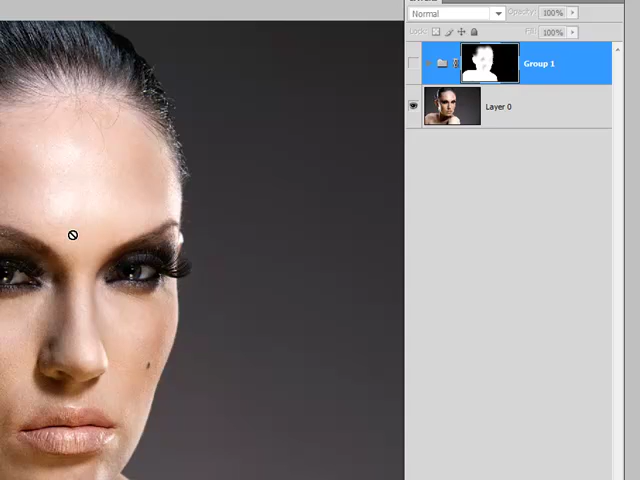 Normal
Opacity: 100%
Lock:
Fill: 100%
Group 1
Layer 0